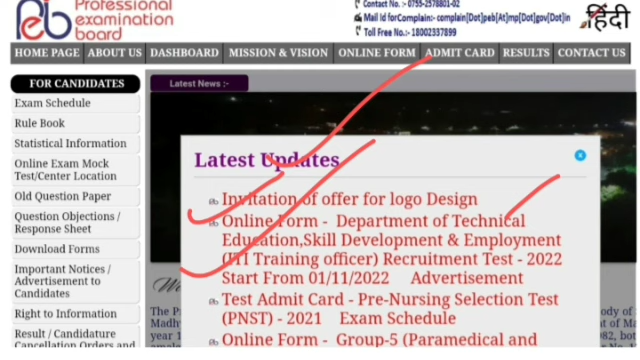 Professional
examination
board
Contact No. :- 0755-2578801-02
Mail Id forComplain:- complain[Dot]peb[At]mp[Dot]gov[Dot]in
Toll Free No.:- 18002337899
हिंदी
HOME PAGE ABOUT US DASHBOARD MISSION & VISION ONLINE FORM ADMIT CARD RESULTS CONTACT US
FOR CANDIDATES
Exam Schedule
Rule Book
Statistical Information
Online Exam Mock
Test/Center Location
Old Question Paper
Question Objections /
Response Sheet
Download Forms
Important Notices /
Advertisement to
Candidates
Right to Information
Result / Candidature
Cancellation Orders and
Latest News :-
Latest Updates
Invitation of offer for logo Design
Online Form - Department of Technical
Education,Skill Development & Employment
(ITI Training officer) Recruitment Test - 2022
Start From 01/11/2022 Advertisement
Test Admit Card - Pre-Nursing Selection Test
(PNST) - 2021 Exam Schedule
Online Form - Group-5 (Paramedical and